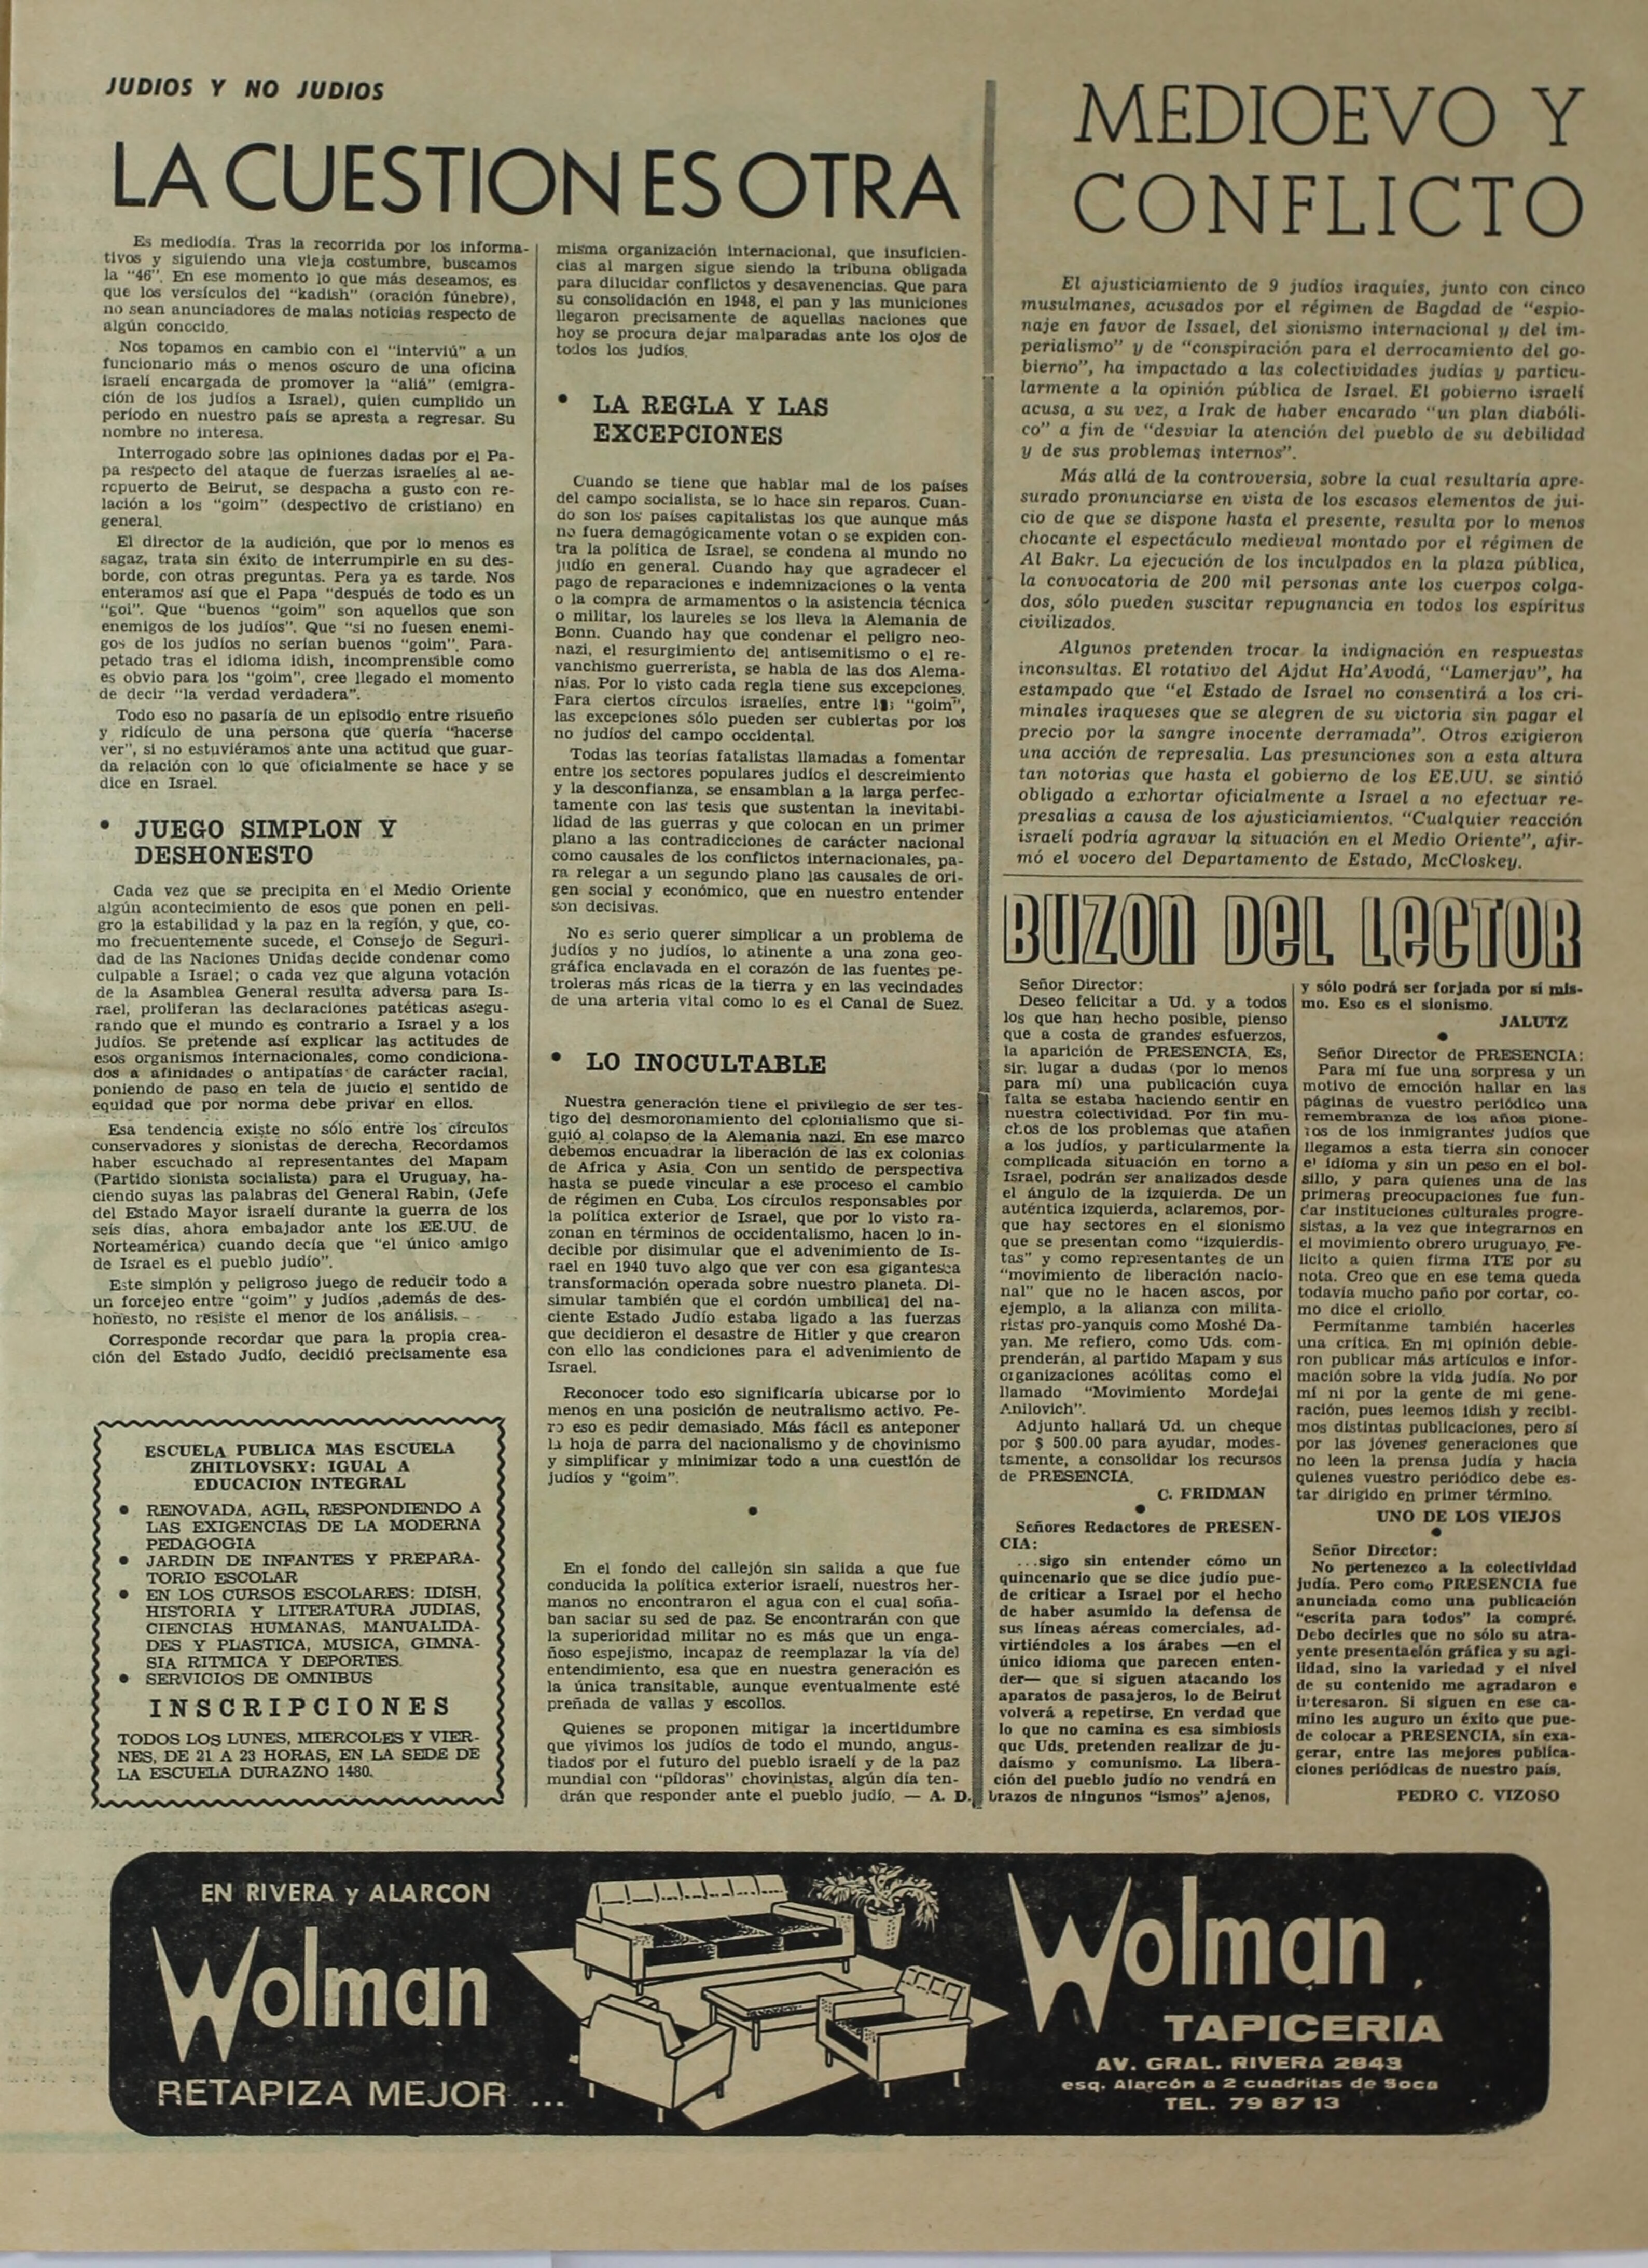 JUDIOS Y NO JUDIOS
LA CUESTION ES OTRA
Es mediodía. Tras la recorrida por los informa-
tivos y siguiendo una vieja costumbre, buscamos
la "46". En ese momento lo que más deseamos, es
que los versículos del "kadish" (oración fúnebre),
no sean anunciadores de malas noticias respecto de
algún conocido.
Nos topamos en cambio con el "interviú" a un
funcionario más o menos oscuro de una oficina
israelí encargada de promover la "aliá" (emigra-
ción de los judíos a Israel), quien cumplido un
período en nuestro país se apresta a regresar. Su
nombre no interesa.
Interrogado sobre las opiniones dadas por el Pa-
pa respecto del ataque de fuerzas israelíes al ae-
ropuerto de Beirut, se despacha a gusto con re-
lación a los "goim" (despectivo de cristiano) en
general.
El director de la audición, que por lo menos es
sagaz, trata sin éxito de interrumpirle en su des-
borde, con otras preguntas. Pera ya es tarde. Nos
enteramos así que el Papa "después de todo es un
"goi". Que "buenos "goim" son aquellos que son
enemigos de los judíos". Que "si no fuesen enemi-
gos de los judíos no serían buenos "goim". Para-
petado tras el idioma idish, incomprensible como
es obvio para los "goim", cree llegado el momento
de decir "la verdad verdadera".
Todo eso no pasaría de un episodio entre risueño
y ridículo de una persona que quería "hacerse
ver", si no estuviéramos ante una actitud que guar-
da relación con lo que oficialmente se hace y se
dice en Israel.
• JUEGO SIMPLON Y
DESHONESTO
Cada vez que se precipita en el Medio Oriente
algún acontecimiento de esos que ponen en peli-
gro la estabilidad y la paz en la región, y que, co-
mo frecuentemente sucede, el Consejo de Seguri-
dad de las Naciones Unidas decide condenar como
culpable a Israel; o cada vez que alguna votación
de la Asamblea General resulta adversa para Is-
rael, proliferan las declaraciones patéticas asegu-
rando que el mundo es contrario a Israel y a los
judíos. Se pretende así explicar las actitudes de
esos organismos internacionales, como condiciona-
dos a afinidades o antipatías de carácter racial,
poniendo de paso en tela de juicio el sentido de
equidad que por norma debe privar en ellos.
Esa tendencia existe no sólo entre los círculos
conservadores y sionistas de derecha. Recordamos
haber escuchado al representantes del Mapam
(Partido sionista socialista) para el Uruguay, ha-
ciendo suyas las palabras del General Rabin, (Jefe
del Estado Mayor israelí durante la guerra de los
seis días, ahora embajador ante los EE.UU. de
Norteamérica) cuando decía que "el único amigo
de Israel es el pueblo judío".
Este simplón y peligroso juego de reducir todo a
un forcejeo entre "goim" y judíos ,además de des-
honesto, no resiste el menor de los análisis.
Corresponde recordar que para la propia crea-
ción del Estado Judío, decidió precisamente esa
ESCUELA PUBLICA MAS ESCUELA
ZHITLOVSKY: IGUAL A
EDUCACION INTEGRAL
• RENOVADA, AGIL, RESPONDIENDO A
LAS EXIGENCIAS DE LA MODERNA
PEDAGOGIA
• JARDIN DE INFANTES Y PREPARA-
TORIO ESCOLAR
• EN LOS CURSOS ESCOLARES: IDISH,
HISTORIA Y LITERATURA JUDIAS,
CIENCIAS HUMANAS, MANUALIDA-
DES Y PLASTICA, MUSICA, GIMNA-
SIA RITMICA Y DEPORTES.
• SERVICIOS DE OMNIBUS
INSCRIPCIONES
TODOS LOS LUNES, MIERCOLES Y VIER-
NES, DE 21 A 23 HORAS, EN LA SEDE DE
LA ESCUELA DURAZNO 1480.
misma organización internacional, que insuficien-
cias al margen sigue siendo la tribuna obligada
para dilucidar conflictos y desavenencias. Que para
su consolidación en 1948, el pan y las municiones
llegaron precisamente de aquellas naciones que
hoy se procura dejar malparadas ante los ojos de
todos los judíos.
• LA REGLA Y LAS
EXCEPCIONES
Cuando se tiene que hablar mal de los países
del campo socialista, se lo hace sin reparos. Cuan-
do son los países capitalistas los que aunque más
no fuera demagógicamente votan o se expiden con-
tra la política de Israel, se condena al mundo no
judío en general. Cuando hay que agradecer el
pago de reparaciones e indemnizaciones o la venta
o la compra de armamentos o la asistencia técnica
o militar, los laureles se los lleva la Alemania de
Bonn. Cuando hay que condenar el peligro neo-
nazi, el resurgimiento del antisemitismo o el re-
vanchismo guerrerista, se habla de las dos Alema-
nias. Por lo visto cada regla tiene sus excepciones.
Para ciertos círculos israelíes, entre "goim",
las excepciones sólo pueden ser cubiertas por los
no judíos del campo occidental.
Todas las teorías fatalistas llamadas a fomentar
entre los sectores populares judíos el descreimiento
y la desconfianza, se ensamblan a la larga perfec-
tamente con las tesis que sustentan la inevitabi-
lidad de las guerras y que colocan en un primer
plano a las contradicciones de carácter nacional
como causales de los conflictos internacionales, pa-
ra relegar a un segundo plano las causales de ori-
gen social y económico, que en nuestro entender
son decisivas.
No es serio querer simplicar a un problema de
judíos y no judíos, lo atinente a una zona geo-
gráfica enclavada en el corazón de las fuentes pe-
troleras más ricas de la tierra y en las vecindades
de una arteria vital como lo es el Canal de Suez.
• LO INOCULTABLE
Nuestra generación tiene el privilegio de ser tes-
tigo del desmoronamiento del colonialismo que si-
guió al colapso de la Alemania nazi. En ese marco
debemos encuadrar la liberación de las ex colonias
de Africa y Asia. Con un sentido de perspectiva
hasta se puede vincular a ese proceso el cambio
de régimen en Cuba. Los círculos responsables por
la política exterior de Israel, que por lo visto ra-
zonan en términos de occidentalismo, hacen lo in-
decible por disimular que el advenimiento de Is-
rael en 1940 tuvo algo que ver con esa gigantesca
transformación operada sobre nuestro planeta. Di-
simular también que el cordón umbilical del na-
ciente Estado Judío estaba ligado a las fuerzas
que decidieron el desastre de Hitler y que crearon
con ello las condiciones para el advenimiento de
Israel.
Reconocer todo eso significaría ubicarse por lo
menos en una posición de neutralismo activo. Pe-
ro eso es pedir demasiado. Más fácil es anteponer
la hoja de parra del nacionalismo y de chovinismo
y simplificar y minimizar todo a una cuestión de
judíos y "goim".
•
En el fondo del callejón sin salida a que fue
conducida la política exterior israelí, nuestros her-
manos no encontraron el agua con el cual soña-
ban saciar su sed de paz. Se encontrarán con que
la superioridad militar no es más que un enga-
ñoso espejismo, incapaz de reemplazar la vía del
entendimiento, esa que en nuestra generación es
la única transitable, aunque eventualmente esté
preñada de vallas y escollos.
Quienes se proponen mitigar la incertidumbre
que vivimos los judíos de todo el mundo, angus-
tiados por el futuro del pueblo israelí y de la paz
mundial con "píldoras" chovinistas, algún día ten-
drán que responder ante el pueblo judío. — A. D.
MEDIOEVO Y
CONFLICTO
El ajusticiamiento de 9 judíos iraquíes, junto con cinco
musulmanes, acusados por el régimen de Bagdad de "espio-
naje en favor de Issael, del sionismo internacional y del im-
perialismo" y de "conspiración para el derrocamiento del go-
bierno", ha impactado a las colectividades judías y particu-
larmente a la opinión pública de Israel. El gobierno israelí
acusa, a su vez, a Irak de haber encarado "un plan diabóli-
co" a fin de "desviar la atención del pueblo de su debilidad
y de sus problemas internos".
Más allá de la controversia, sobre la cual resultaría apre-
surado pronunciarse en vista de los escasos elementos de jui-
cio de que se dispone hasta el presente, resulta por lo menos
chocante el espectáculo medieval montado por el régimen de
Al Bakr. La ejecución de los inculpados en la plaza pública,
la convocatoria de 200 mil personas ante los cuerpos colga-
dos, sólo pueden suscitar repugnancia en todos los espíritus
civilizados.
Algunos pretenden trocar la indignación en respuestas
inconsultas. El rotativo del Ajdut Ha'Avodá, "Lamerjav", ha
estampado que "el Estado de Israel no consentirá a los cri-
minales iraqueses que se alegren de su victoria sin pagar el
precio por la sangre inocente derramada". Otros exigieron
una acción de represalia. Las presunciones son a esta altura
tan notorias que hasta el gobierno de los EE.UU. se sintió
obligado a exhortar oficialmente a Israel a no efectuar re-
presalias a causa de los ajusticiamientos. "Cualquier reacción
israelí podría agravar la situación en el Medio Oriente", afir-
mó el vocero del Departamento de Estado, McCloskey.
BUZON DEL LECTOR
Señor Director:
Deseo felicitar a Ud. y a todos
los que han hecho posible, pienso
que a costa de grandes esfuerzos,
la aparición de PRESENCIA. Es,
sin lugar a dudas (por lo menos
para mí) una publicación cuya
falta se estaba haciendo sentir en
nuestra colectividad. Por fin mu-
chos de los problemas que atañen
a los judíos, y particularmente la
complicada situación en torno a
Israel, podrán ser analizados desde
el ángulo de la izquierda. De un
auténtica izquierda, aclaremos, por-
que hay sectores en el sionismo
que se presentan como "izquierdis-
tas" y como representantes de un
"movimiento de liberación nacio-
nal" que no le hacen ascos, por
ejemplo, a la alianza con milita-
ristas pro-yanquis como Moshé Da-
yan. Me refiero, como Uds. com-
prenderán, al partido Mapam y sus
organizaciones acólitas como el
llamado "Movimiento Mordejai
Anilovich".
Adjunto hallará Ud. un cheque
por $ 500.00 para ayudar, modes-
tamente, a consolidar los recursos
de PRESENCIA.
C. FRIDMAN
•
Señores Redactores de PRESEN-
CIA:
...sigo sin entender cómo un
quincenario que se dice judío pue-
de criticar a Israel por el hecho
de haber asumido la defensa de
sus líneas aéreas comerciales, ad-
virtiéndoles a los árabes —en el
único idioma que parecen enten-
der— que si siguen atacando los
aparatos de pasajeros, lo de Beirut
volverá a repetirse. En verdad que
lo que no camina es esa simbiosis
que Uds. pretenden realizar de ju-
daísmo y comunismo. La libera-
ción del pueblo judío no vendrá en
brazos de ningunos "ismos" ajenos,
y sólo podrá ser forjada por sí mis-
mo. Eso es el sionismo.
JALUTZ
•
Señor Director de PRESENCIA:
Para mí fue una sorpresa y un
motivo de emoción hallar en las
páginas de vuestro periódico una
remembranza de los años pione-
ros de los inmigrantes judíos que
llegamos a esta tierra sin conocer
el idioma y sin un peso en el bol-
sillo, y para quienes una de las
primeras preocupaciones fue fun-
dar instituciones culturales progre-
sistas, a la vez que integrarnos en
el movimiento obrero uruguayo. Fe-
licito a quien firma ITE por su
nota. Creo que en ese tema queda
todavía mucho paño por cortar, co-
mo dice el criollo.
Permítanme también hacerles
una crítica. En mi opinión debie-
ron publicar más artículos e infor-
mación sobre la vida judía. No por
mí ni por la gente de mi gene-
ración, pues leemos idish y recibi-
mos distintas publicaciones, pero sí
por las jóvenes generaciones que
no leen la prensa judía y hacia
quienes vuestro periódico debe es-
tar dirigido en primer término.
UNO DE LOS VIEJOS
•
Señor Director:
No pertenezco a la colectividad
judía. Pero como PRESENCIA fue
anunciada como una publicación
"escrita para todos" la compré.
Debo decirles que no sólo su atra-
yente presentación gráfica y su agi-
lidad, sino la variedad y el nivel
de su contenido me agradaron e
interesaron. Si siguen en ese ca-
mino les auguro un éxito que pue-
de colocar a PRESENCIA, sin exa-
gerar, entre las mejores publica-
ciones periódicas de nuestro país.
PEDRO C. VIZOSO
EN RIVERA y ALARCON
Wolman
RETAPIZA MEJOR ...
Wolman
TAPICERIA
AV. GRAL. RIVERA 2843
esq. Alarcón a 2 cuadritas de Soca
TEL. 79 87 13